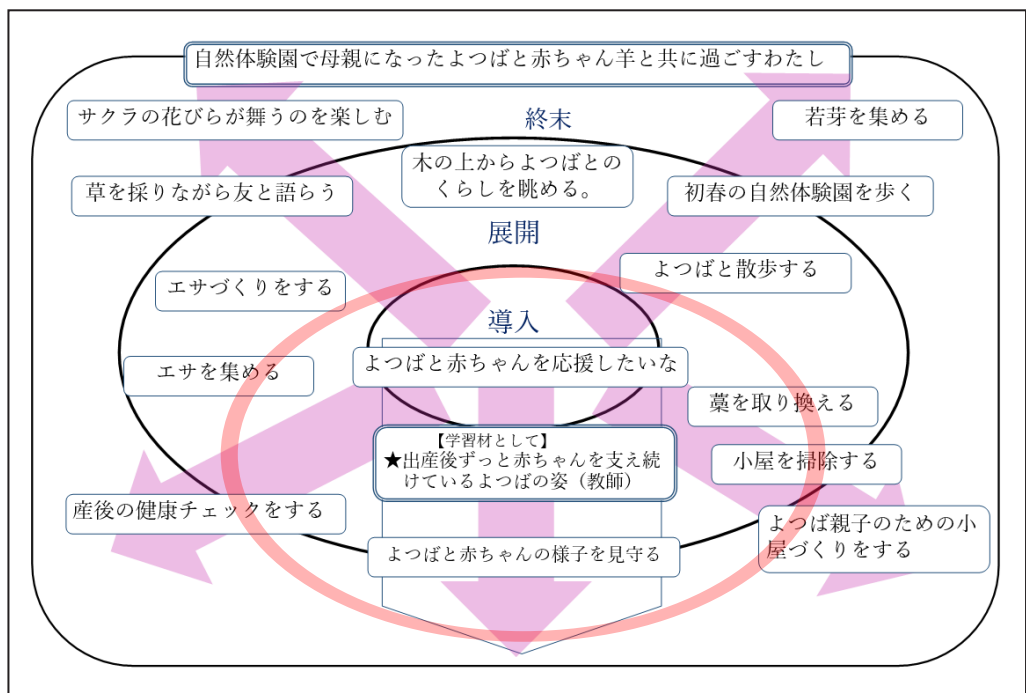 自然体験園で母親になったよつばと赤ちゃん羊と共に過ごすわたし
サクラの花びらが舞うのを楽しむ
終末
若芽を集める
木の上からよつばとの
くらしを眺める。
草を採りながら友と語らう
初春の自然体験園を歩く
展開
よつばと散歩する
エサづくりをする
導入
よつばと赤ちゃんを応援したいな
エサを集める
藁を取り換える
【学習材として】
★出産後ずっと赤ちゃんを支え続
けているよつばの姿(教師)
小屋を掃除する
産後の健康チェックをする
よつば親子のための小
屋づくりをする
よつばと赤ちゃんの様子を見守る